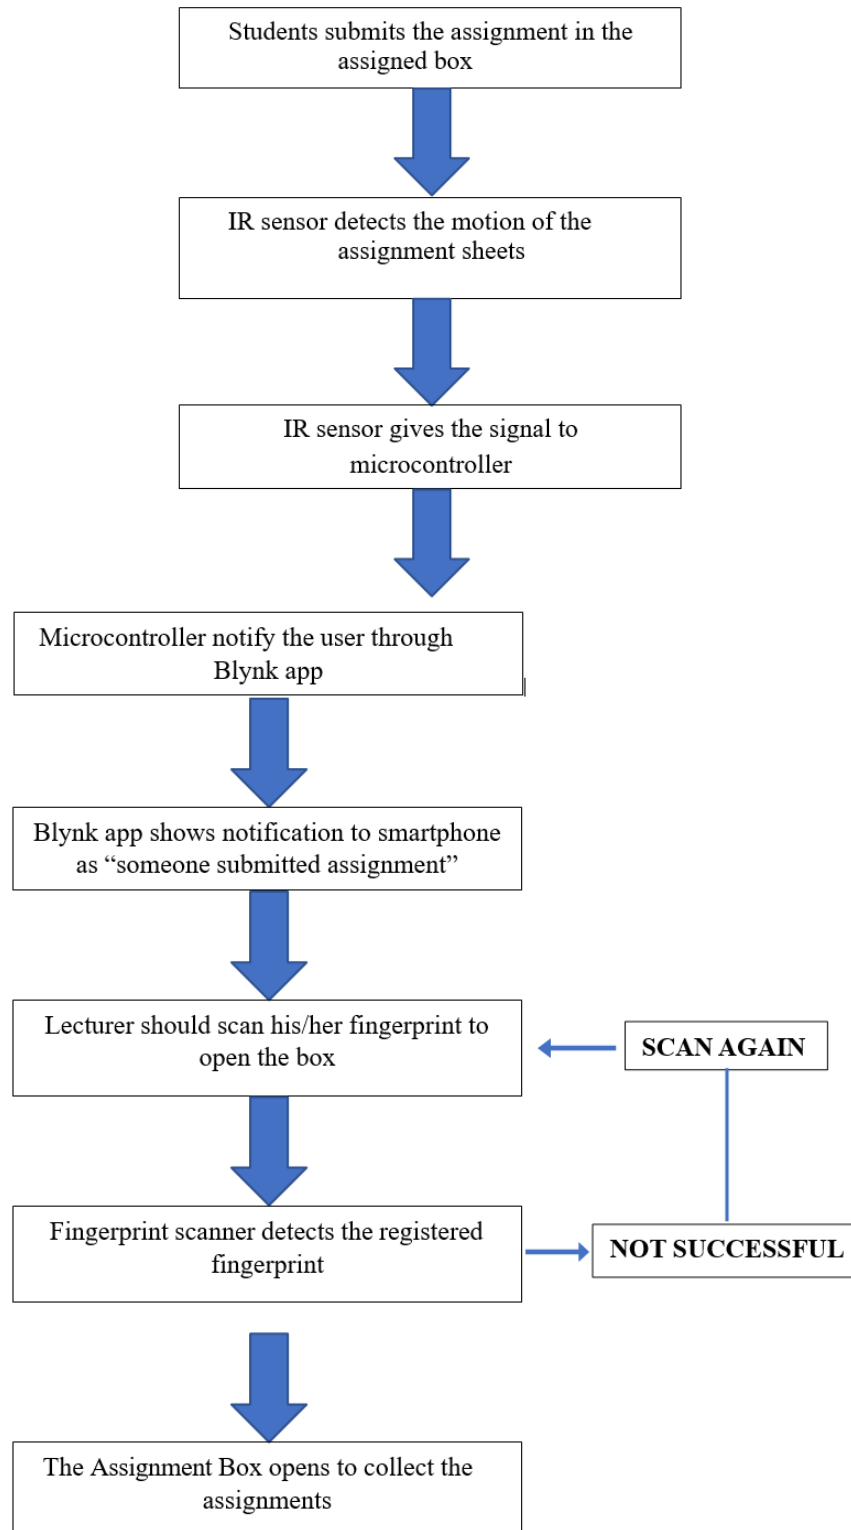 Students submits the assignment in the
assigned box
IR sensor detects the motion of the
assignment sheets
IR sensor gives the signal to
microcontroller
Microcontroller notify the user through
Blynk app
Blynk app shows notification to smartphone
as “someone submitted assignment”
Lecturer should scan his/her fingerprint to
open the box
SCAN AGAIN
Fingerprint scanner detects the registered
fingerprint
NOT SUCCESSFUL
The Assignment Box opens to collect the
assignments